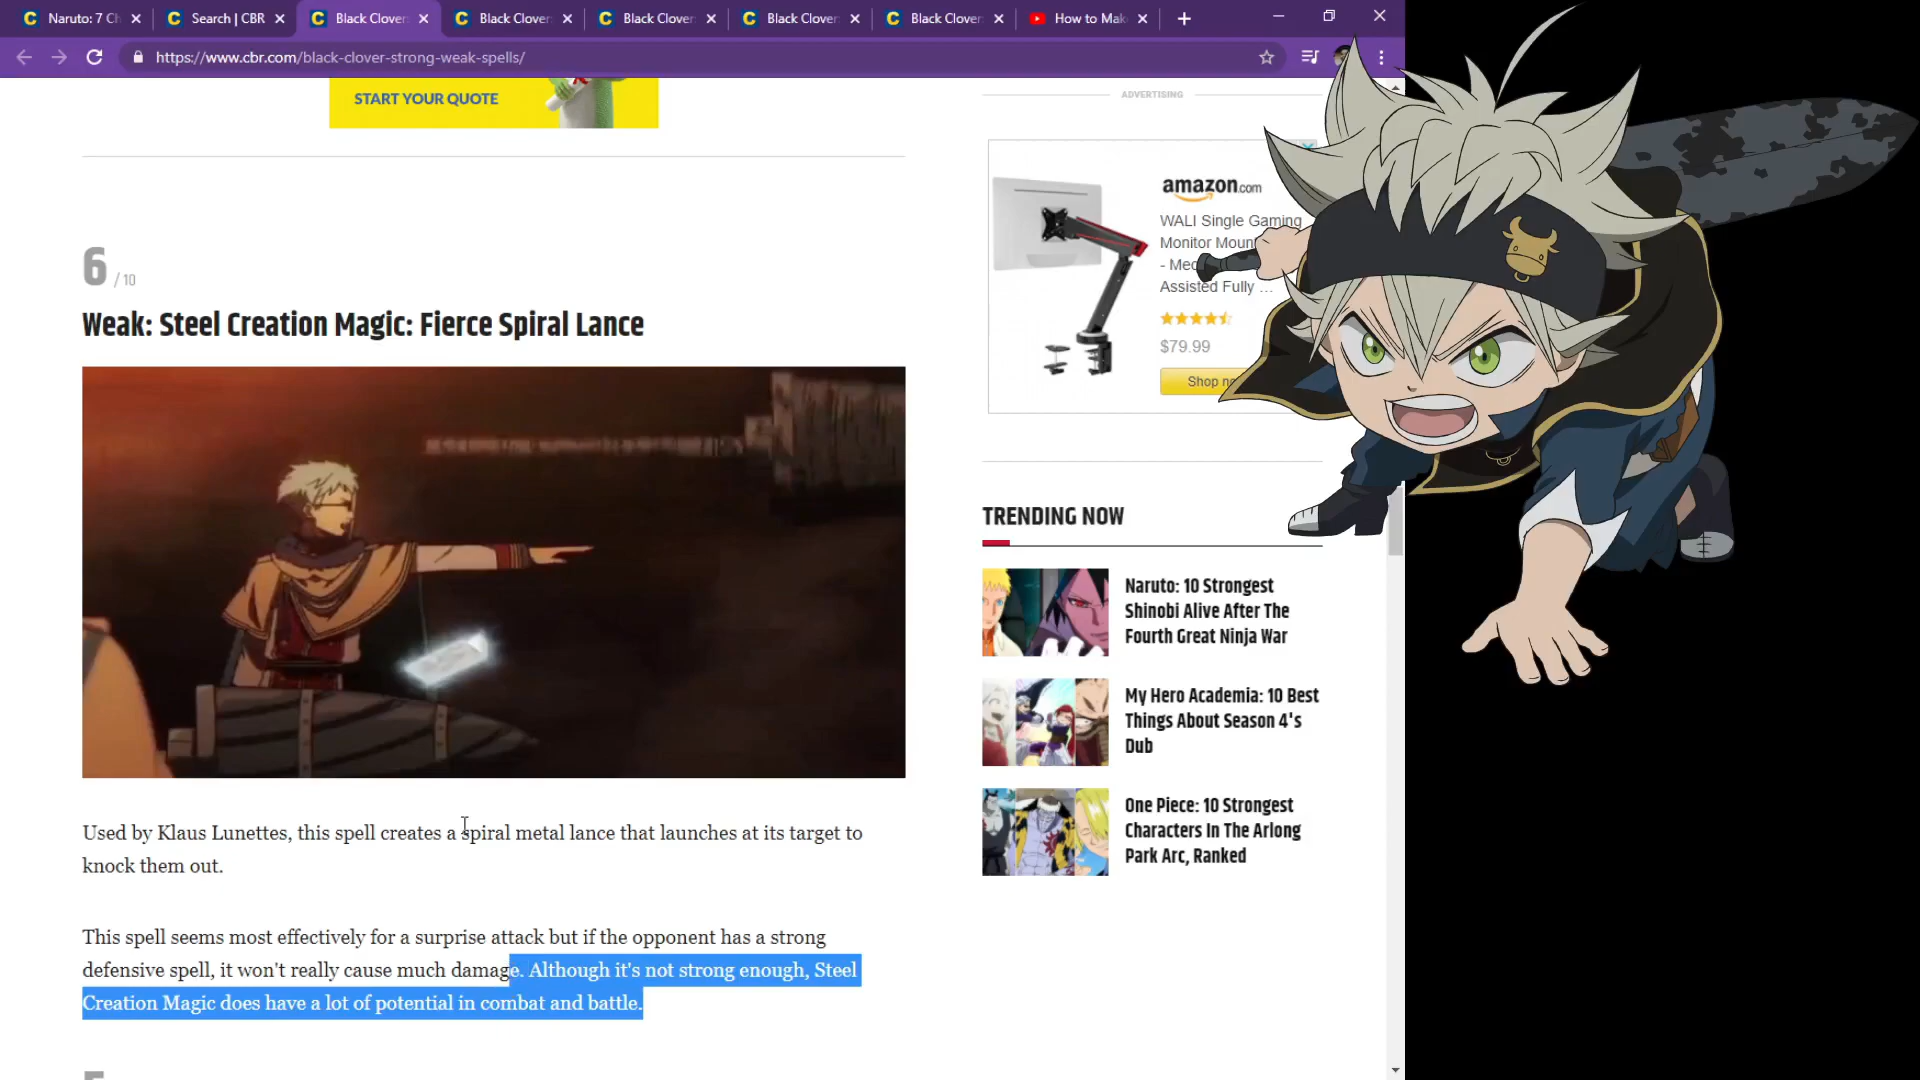 Naruto: 7 Ch
Search | CBR
Black Clover:
Black Clover:
Black Clover:
Black Clover:
Black Clover:
How to Mak
https://www.cbr.com/black-clover-strong-weak-spells/
START YOUR QUOTE
ADVERTISING
amazon.com
WALI Single Gaming
Monitor Moun
- Mec
Assisted Fully ...
$79.99
Shop no
6 / 10
Weak: Steel Creation Magic: Fierce Spiral Lance
Used by Klaus Lunettes, this spell creates a spiral metal lance that launches at its target to
knock them out.
This spell seems most effectively for a surprise attack but if the opponent has a strong
defensive spell, it won't really cause much damage. Although it's not strong enough, Steel
Creation Magic does have a lot of potential in combat and battle.
TRENDING NOW
Naruto: 10 Strongest
Shinobi Alive After The
Fourth Great Ninja War
My Hero Academia: 10 Best
Things About Season 4's
Dub
One Piece: 10 Strongest
Characters In The Arlong
Park Arc, Ranked